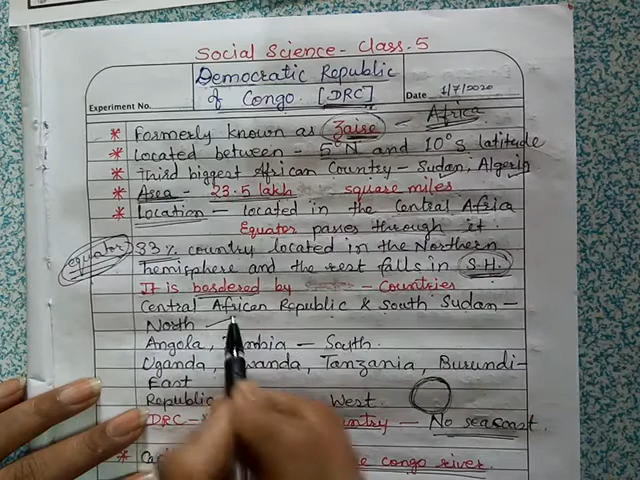 Social Science - Class.5
Experiment No.
Democratic Republic
of Congo [DRC]
Date 1/7/2020
* Formerly known as Zaire - Africa
* Located between - 5°N and 10°S latitude
* Third biggest African Country - Sudan, Algeria
* Area - 23.5 lakh square miles
* Location - located in the Central Africa
Equator passes through it.
equator
33% country located in the Northern
hemisphere and the rest falls in S.H.
It is bordered by - Countries
Central African Republic & South Sudan -
North
Angola, Zambia - South.
Uganda, Rwanda, Tanzania, Burundi -
East
Republic West.
DRC - - No seacoast.
* congo river.